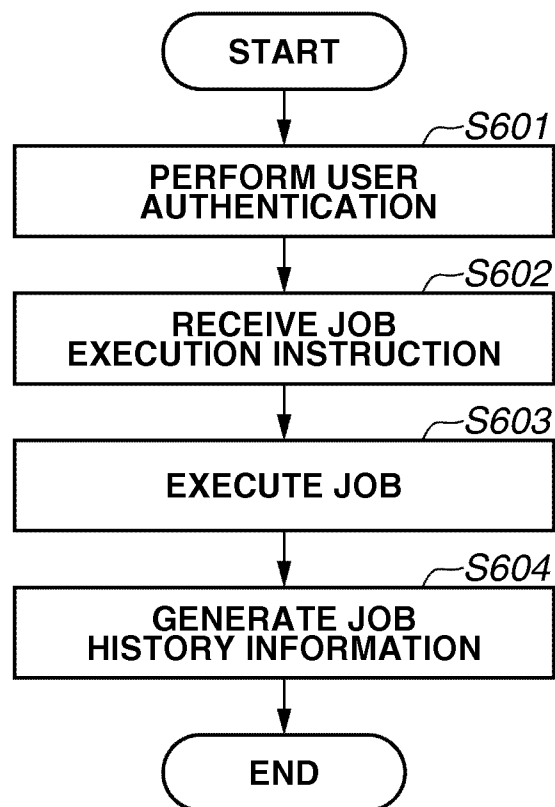 START
S601
PERFORM USER
AUTHENTICATION
S602
RECEIVE JOB
EXECUTION INSTRUCTION
S603
EXECUTE JOB
S604
GENERATE JOB
HISTORY INFORMATION
END